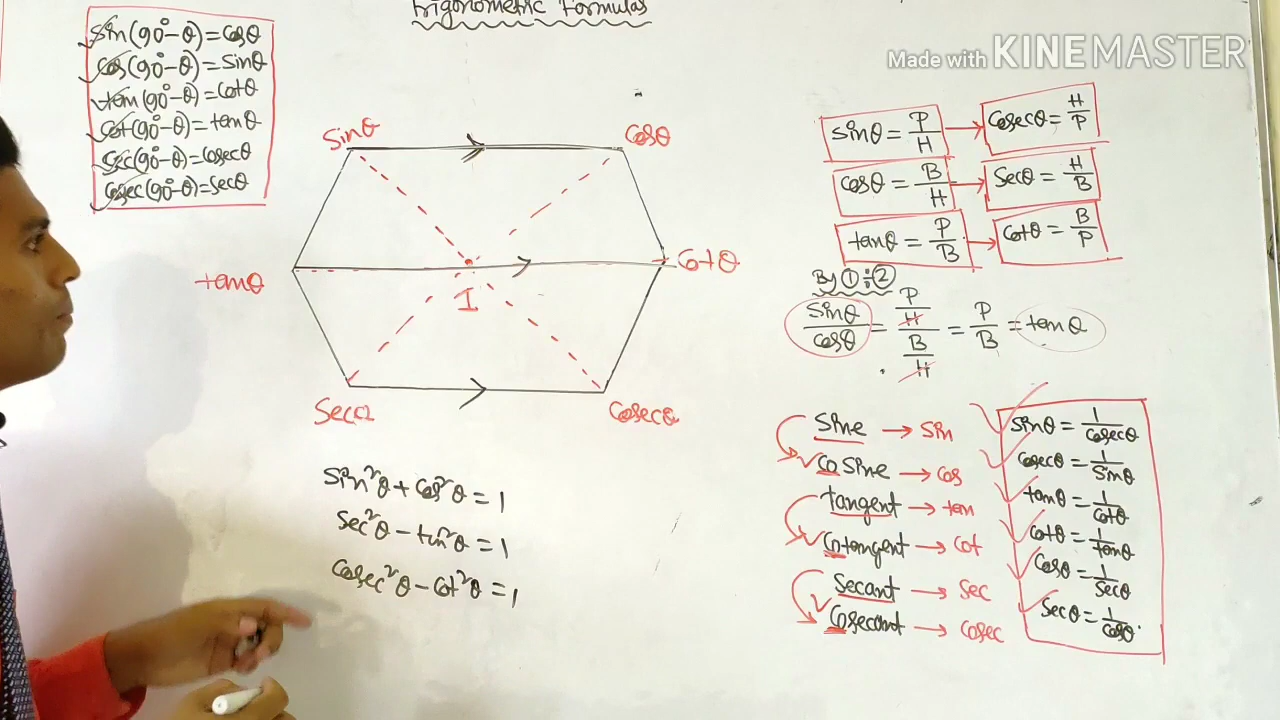 Trigonometric Formulas
Made with KINEMASTER
sin(90°-θ)=cosθ
cos(90°-θ)=sinθ
tan(90°-θ)=cotθ
cot(90°-θ)=tanθ
sec(90°-θ)=cosecθ
cosec(90°-θ)=secθ
sinθ
cosθ
tanθ
cotθ
1
Secθ
Cosecθ
sin²θ+cos²θ=1
sec²θ-tan²θ=1
cosec²θ-cot²θ=1
sinθ=P/H → cosecθ=H/P
cosθ=B/H → secθ=H/B
tanθ=P/B → cotθ=B/P
By ①÷②
sinθ/cosθ = (P/H)/(B/H) = P/B = tanθ
Sine → sin
Cosine → cos
tangent → tan
Cotangent → cot
Secant → sec
Cosecant → cosec
sinθ=1/cosecθ
cosecθ=1/sinθ
tanθ=1/cotθ
cotθ=1/tanθ
cosθ=1/secθ
secθ=1/cosθ